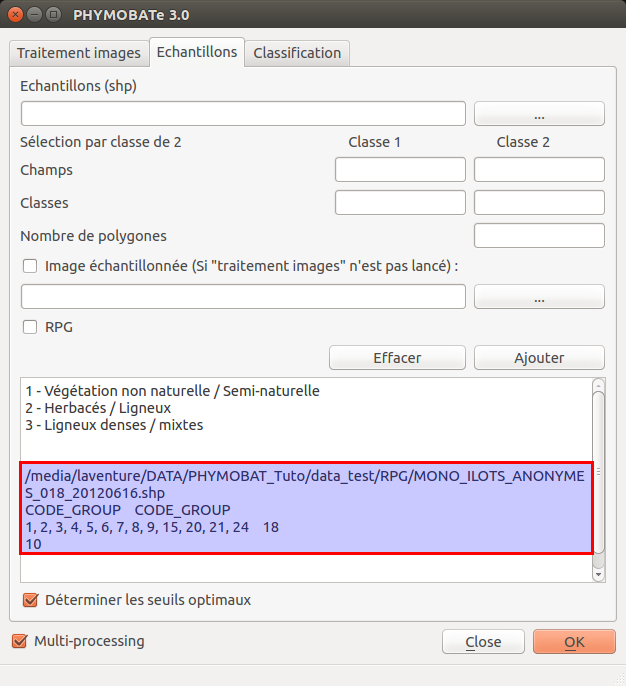 PHYMOBATe 3.0
Traitement images Echantillons Classification
Echantillons (shp)
...
Sélection par classe de 2 Classe 1 Classe 2
Champs
Classes
Nombre de polygones
Image échantillonnée (Si "traitement images" n'est pas lancé) :
...
RPG
Effacer Ajouter
1 - Végétation non naturelle / Semi-naturelle
2 - Herbacés / Ligneux
3 - Ligneux denses / mixtes
/media/laventure/DATA/PHYMOBAT_Tuto/data_test/RPG/MONO_ILOTS_ANONYME
S_018_20120616.shp
CODE_GROUP CODE_GROUP
1, 2, 3, 4, 5, 6, 7, 8, 9, 15, 20, 21, 24 18
10
Déterminer les seuils optimaux
Multi-processing Close OK